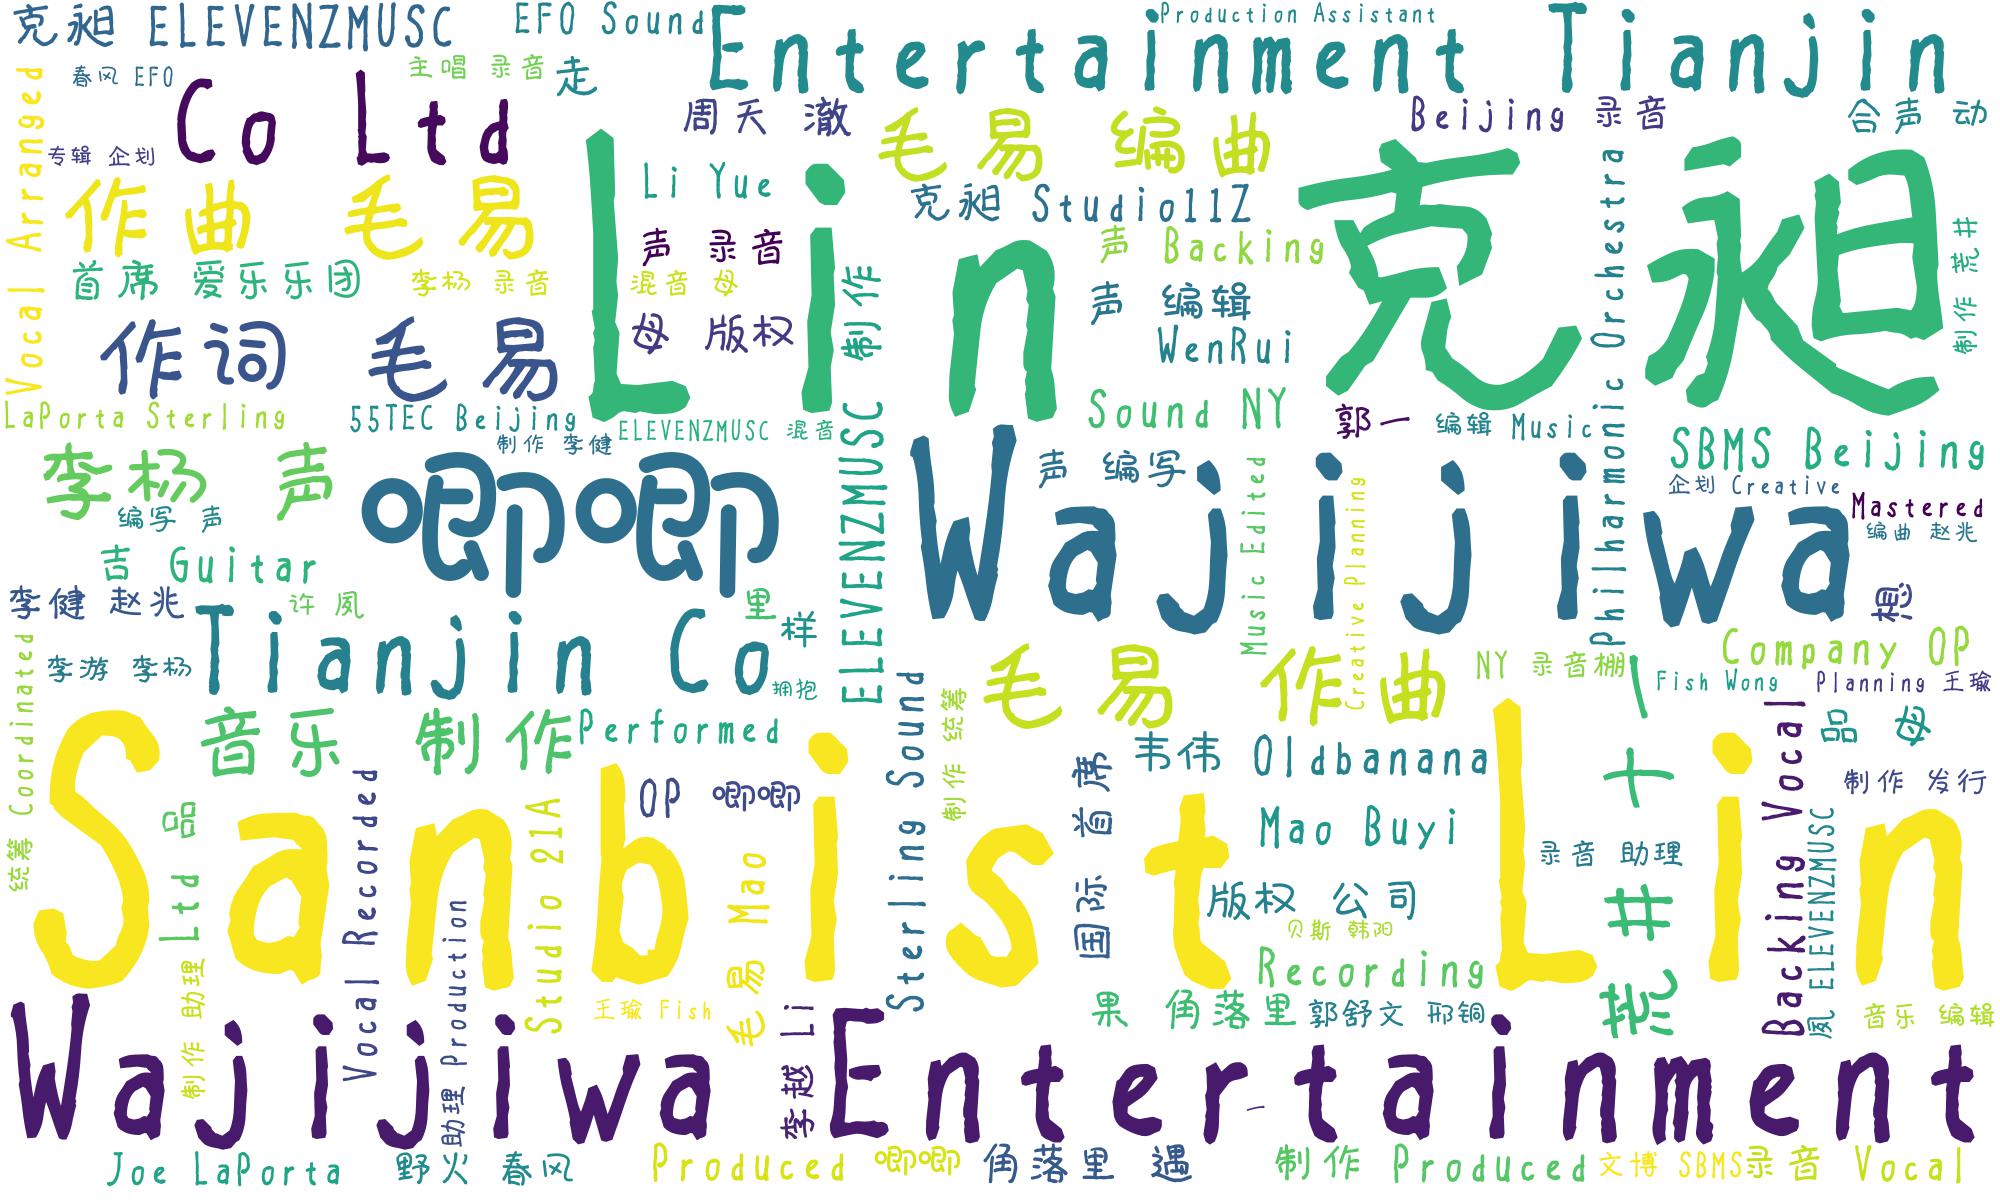 克昶 ELEVENZMUSC
EFO Sound
Entertainment Tianjin
Production Assistant
春风 EFO
主唱 录音
走
Co Ltd
周天 澈
毛易 编曲
Beijing 录音
合声 动
Vocal Arranged
专辑 企划
Lin 克昶
Li Yue
克昶 Studio11Z
作曲 毛易
声 录音
声 Backing
Philharmonic Orchestra
制作 荒井
首席 爱乐乐团
李杨 录音
混音 母
制作
声 编辑
作词 毛易
母 版权
WenRui
LaPorta Sterling
55TEC Beijing
Sound NY
郭一
编辑 Music
制作 李健
ELEVENZMUSC 混音
SBMS Beijing
李杨 声
唧唧
ELEVENZMUSC
Wajijiwa
声 编写
Music Edited
Creative Planning
企划 Creative
Mastered
编写 声
编曲 赵兆
吉 Guitar
李健 赵兆
许 凤
里
样
想
Tianjin Co
李游 李杨
拥抱
毛易 作曲
NY 录音棚
Company OP
Fish Wong
Planning 王瑜
统筹 Coordinated
音乐 制作
Performed
Sterling Sound
制作 统筹
国际 首席
韦伟
Oldbanana
荒井十一
Backing Vocal
品 母
Sanbist Lin
OP 唧唧
制作 发行
Ltd 品
Vocal Recorded
Studio 21A
Mao Buyi
录音 助理
凤 ELEVENZMUSC
毛易 Mao
版权 公司
贝斯 韩阳
助理 Production
制作 助理
Recording
王瑜 Fish
果 角落里
郭舒文 邢铜
音乐 编辑
李越 Li
Wajijiwa Entertainment
一
Joe LaPorta
野火 春风
Produced 唧唧
角落里 遇
制作 Produced
文博 SBMS
录音 Vocal